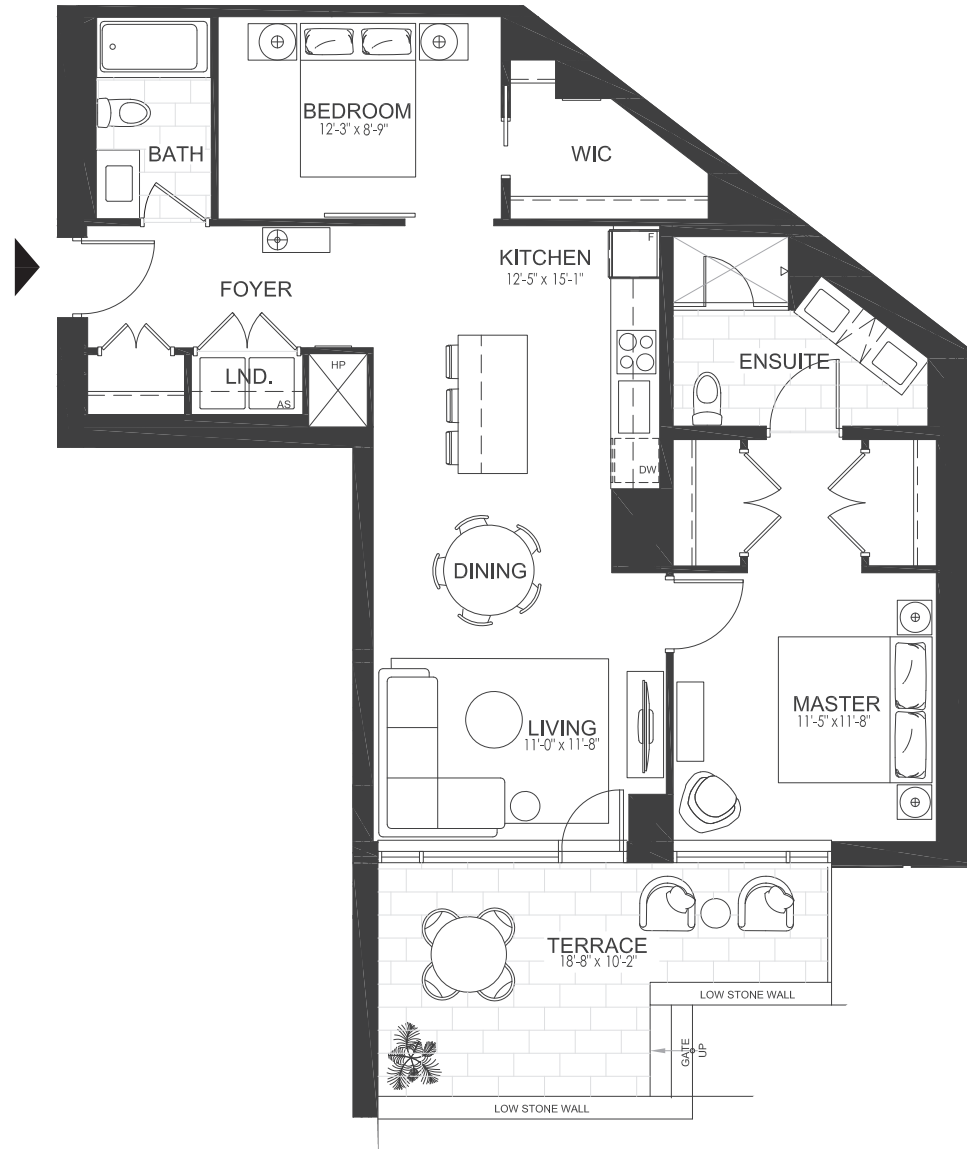 BEDROOM
12'-3" x 8'-9"
BATH
WIC
KITCHEN
12'-5" x 15'-1"
F
FOYER
ENSUITE
HP
LND.
AS
DW
DINING
MASTER
11'-5" x 11'-8"
LIVING
11'-0" x 11'-8"
TERRACE
18'-8" x 10'-2"
LOW STONE WALL
GATE
UP
LOW STONE WALL